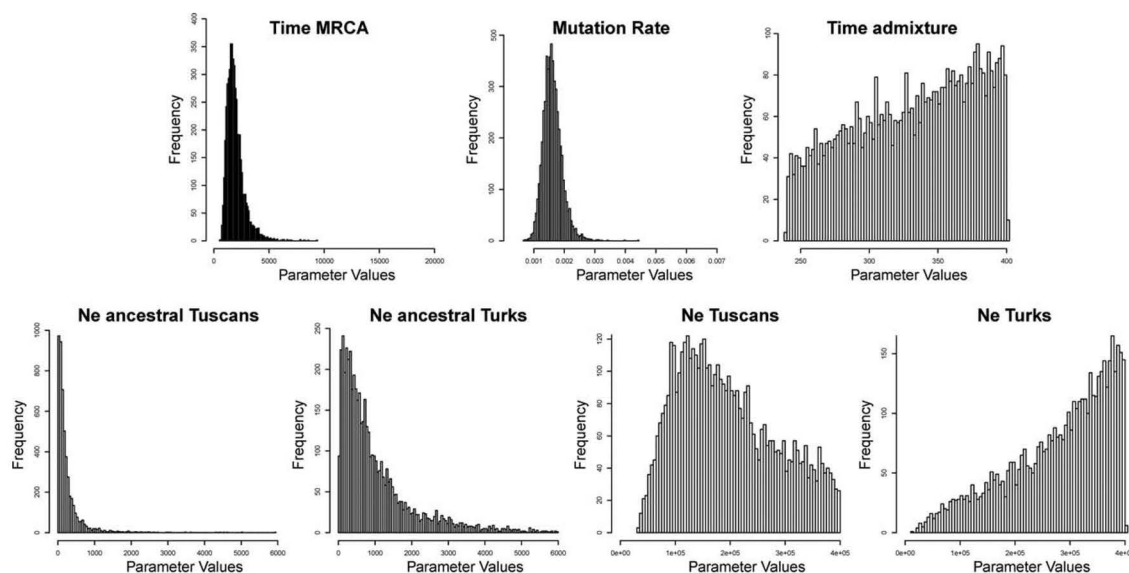 Time MRCA
Frequency
0 50 100 150 200 250 300 350 400
0 5000 10000 15000 20000
Parameter Values
Mutation Rate
Frequency
0 100 300 500
0.001 0.002 0.003 0.004 0.005 0.006 0.007
Parameter Values
Time admixture
Frequency
0 20 40 60 80 100
250 300 350 400
Parameter Values
Ne ancestral Tuscans
Frequency
0 200 400 600 800 1000
0 1000 2000 3000 4000 5000 6000
Parameter Values
Ne ancestral Turks
Frequency
0 50 100 150 200 250
0 1000 2000 3000 4000 5000 6000
Parameter Values
Ne Tuscans
Frequency
0 20 40 60 80 100 120
0e+00 1e+05 2e+05 3e+05 4e+05
Parameter Values
Ne Turks
Frequency
0 50 100 150
0e+00 1e+05 2e+05 3e+05 4e+05
Parameter Values